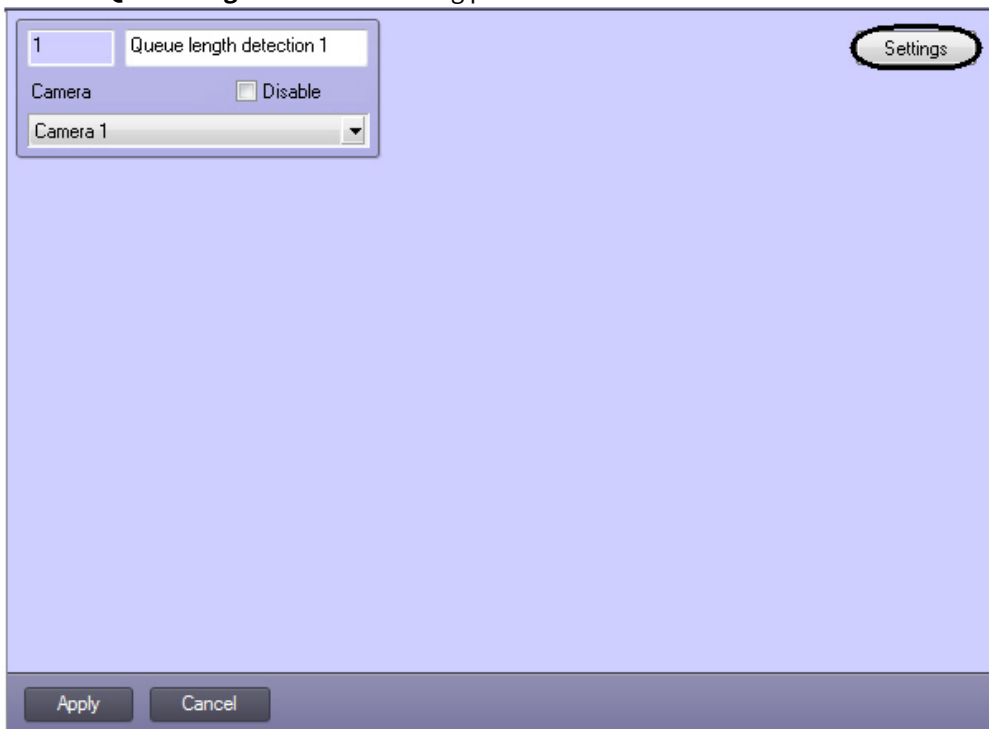 1
Queue length detection 1
Settings
Camera
Disable
Camera 1
Apply
Cancel